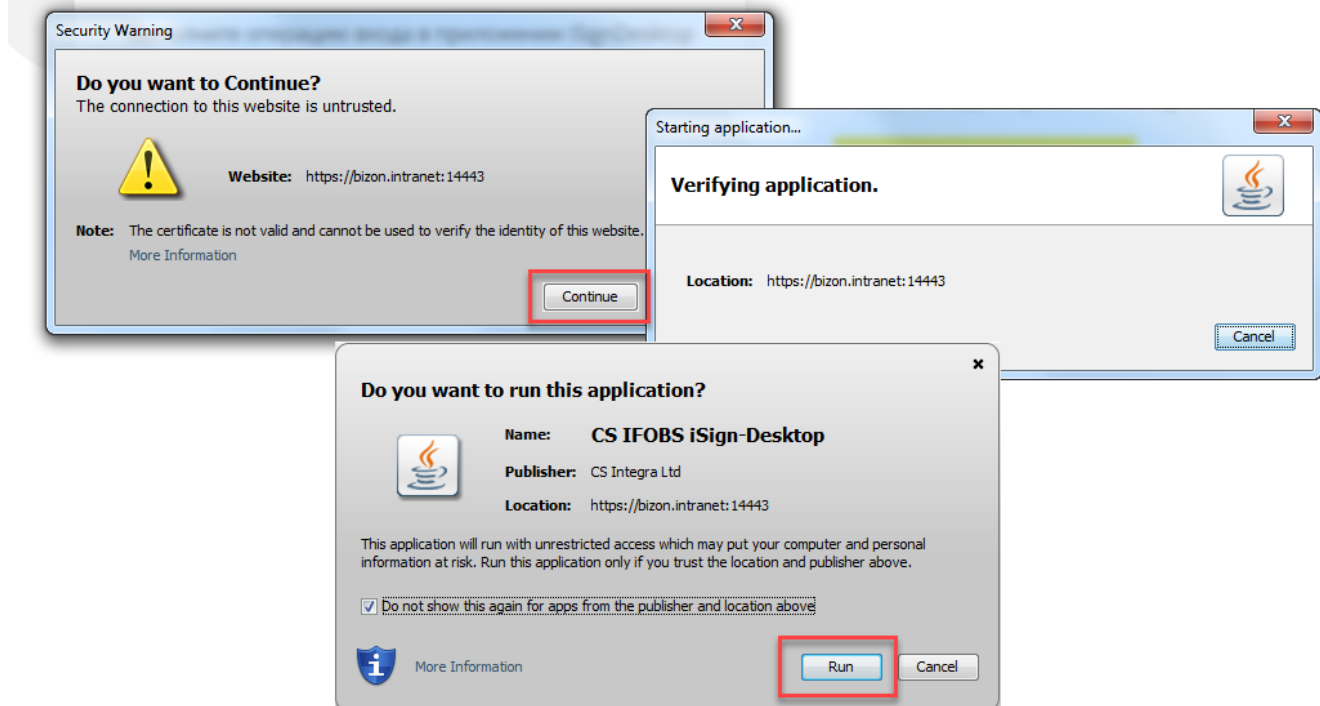 Security Warning
Do you want to Continue?
The connection to this website is untrusted.
Website: https://bizon.intranet:14443
Note: The certificate is not valid and cannot be used to verify the identity of this website.
More Information
Continue
Starting application...
Verifying application.
Location: https://bizon.intranet:14443
Cancel
Do you want to run this application?
Name: CS IFOBS iSign-Desktop
Publisher: CS Integra Ltd
Location: https://bizon.intranet:14443
This application will run with unrestricted access which may put your computer and personal
information at risk. Run this application only if you trust the location and publisher above.
Do not show this again for apps from the publisher and location above
More Information
Run
Cancel